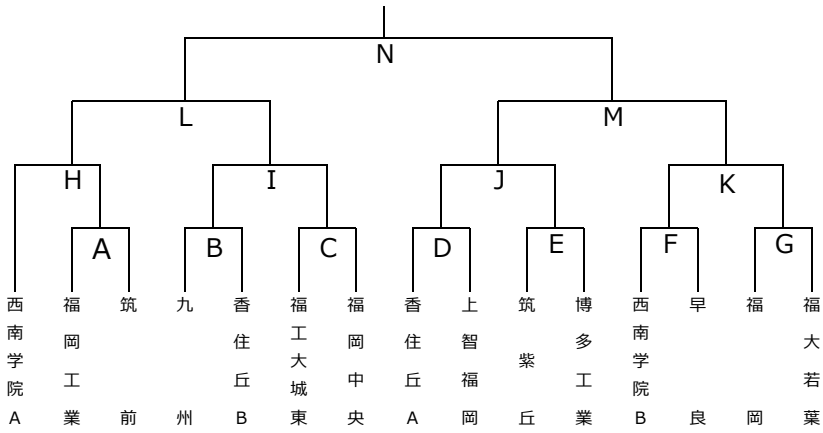 N
L
M
H
I
J
K
A
B
C
D
E
F
G
西南学院A
福岡工業
筑前
九州
香住丘B
福工大城東
福岡中央
香住丘A
上智福岡
筑紫丘
博多工業
西南学院B
早良
福岡
福大若葉